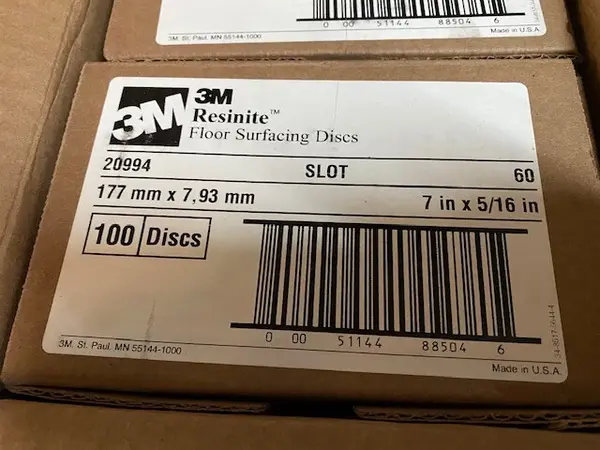 0 00 51144 88504 6
3M. St. Paul, MN 55144-1000
Made in U.S.A.
3M
3M
Resinite™
Floor Surfacing Discs
20994 SLOT 60
177 mm x 7,93 mm 7 in x 5/16 in
100 Discs
0 00 51144 88504 6
3M. St. Paul, MN 55144-1000
Made in U.S.A.